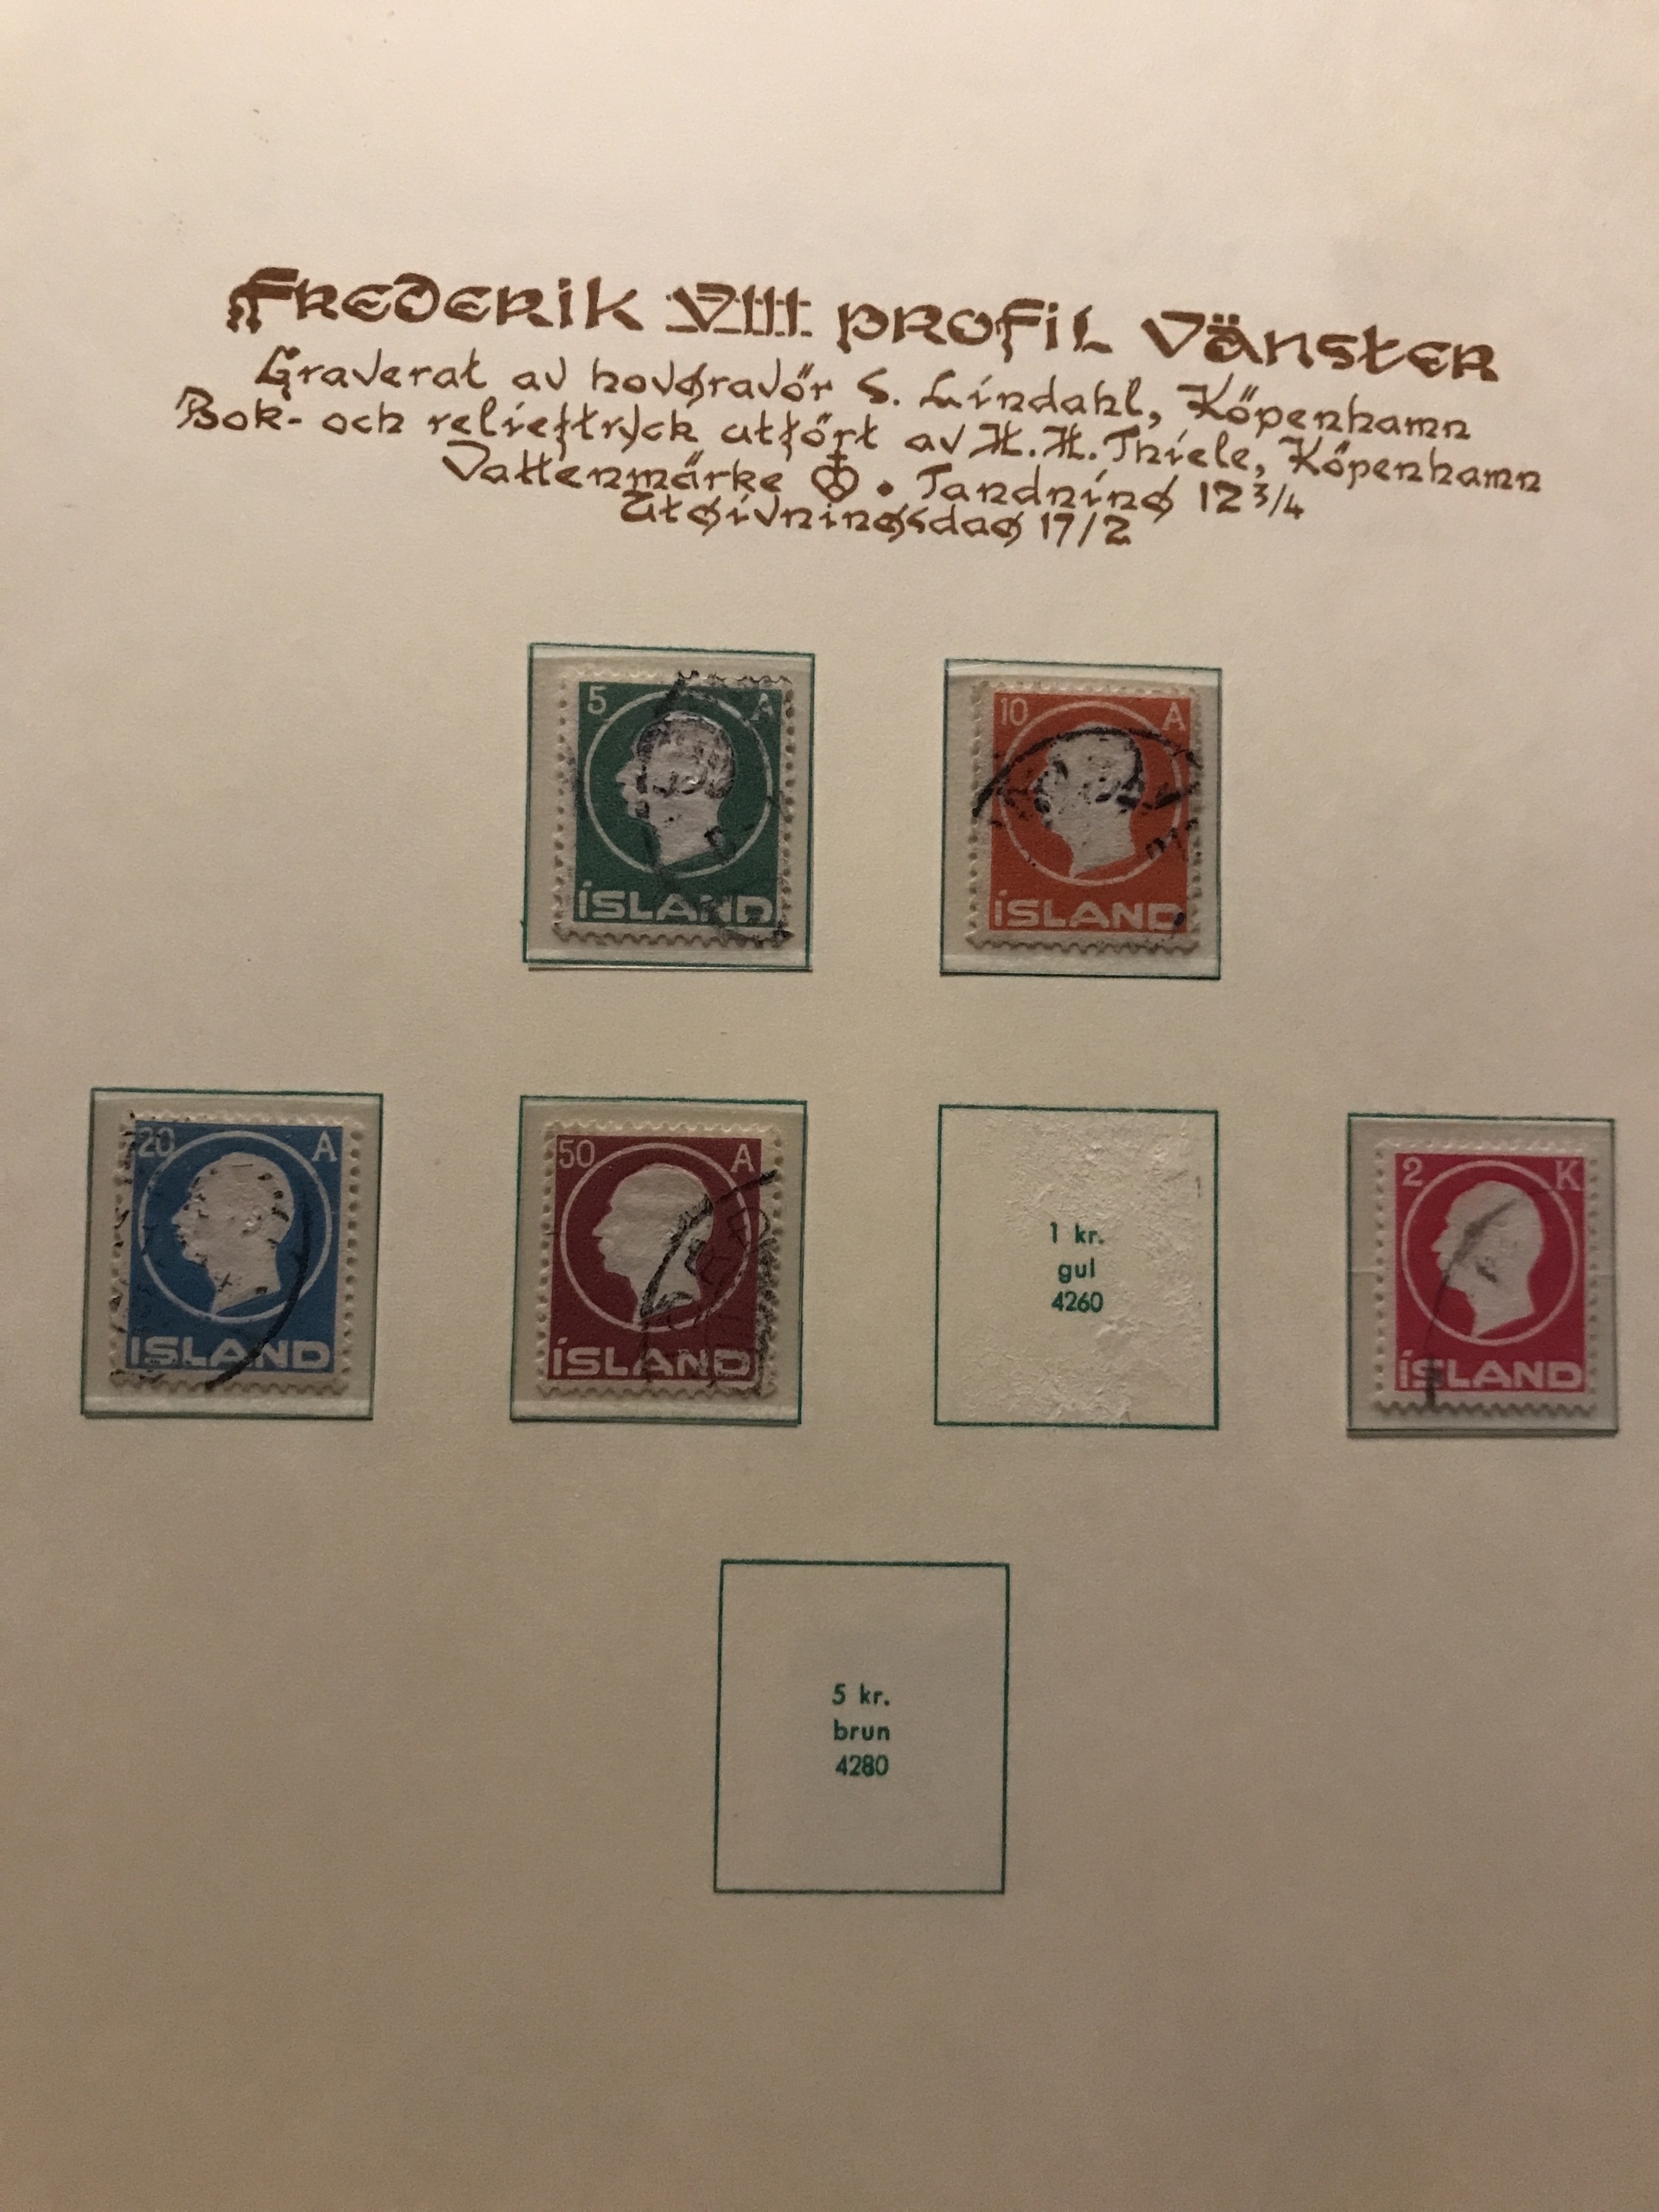 FREDERIK VIII PROFIL VÄNSTER
Graverat av hovgravör S. Lindahl, Köpenhamn
Bok- och relieftryck utfört av H.H. Thiele, Köpenhamn
Vattenmärke • Tandning 12 3/4
Utgivningsdag 17/2
5 A
ÍSLAND
10 A
ÍSLAND
20 A
ÍSLAND
50 A
ÍSLAND
1 kr.
gul
4260
2 K
ÍSLAND
5 kr.
brun
4280